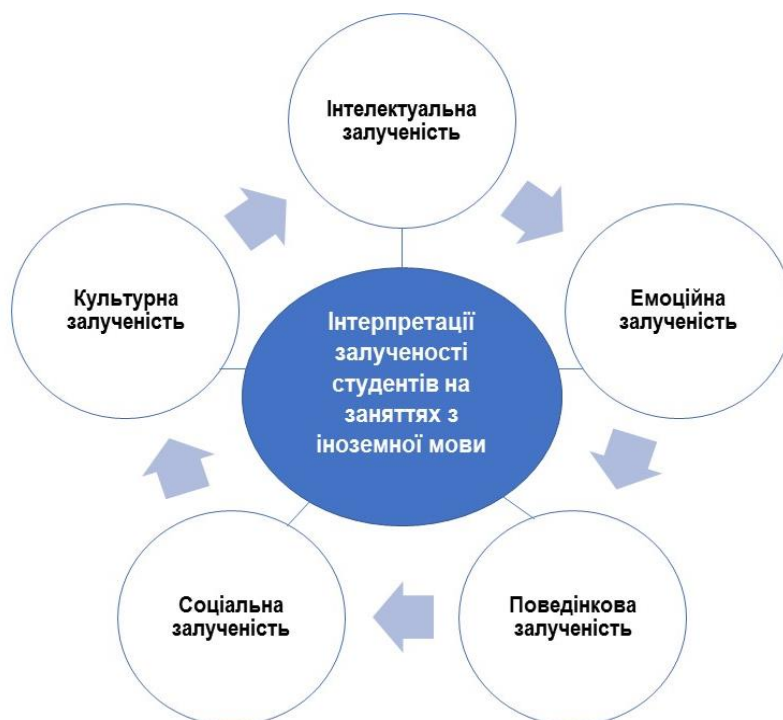 Інтелектуальна
залученість
Емоційна
залученість
Поведінкова
залученість
Соціальна
залученість
Культурна
залученість
Інтерпретації
залученості
студентів на
заняттях з
іноземної мови